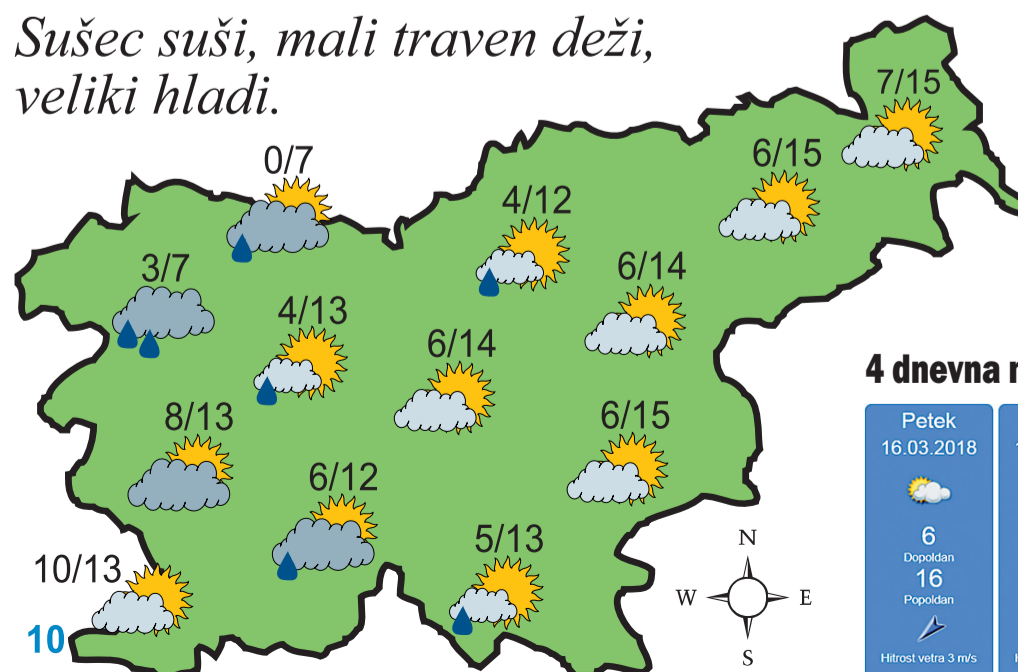 Sušec suši, mali traven deži,
veliki hladi.
7/15
0/7
6/15
4/12
3/7
6/14
4/13
6/14
8/13
6/15
6/12
5/13
10/13
10
N
W
E
S
4 dnevna
Petek
16.03.2018
6
Dopoldan
16
Popoldan
Hitrost vetra 3 m/s